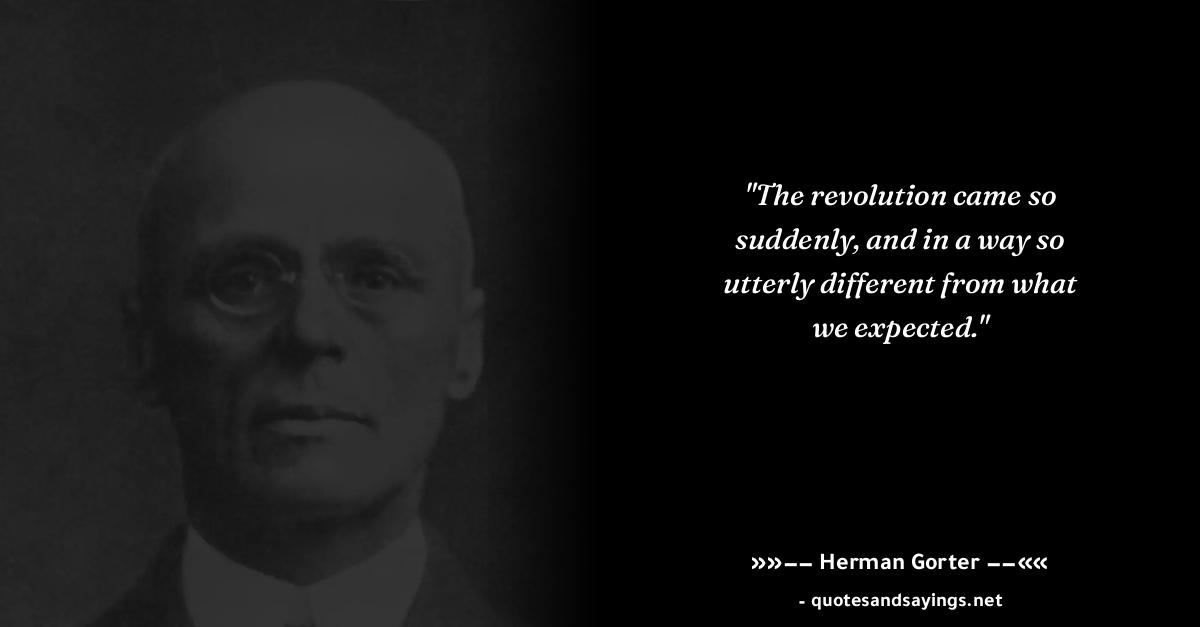 "The revolution came so
suddenly, and in a way so
utterly different from what
we expected."
»»–– Herman Gorter ––««
- quotesandsayings.net